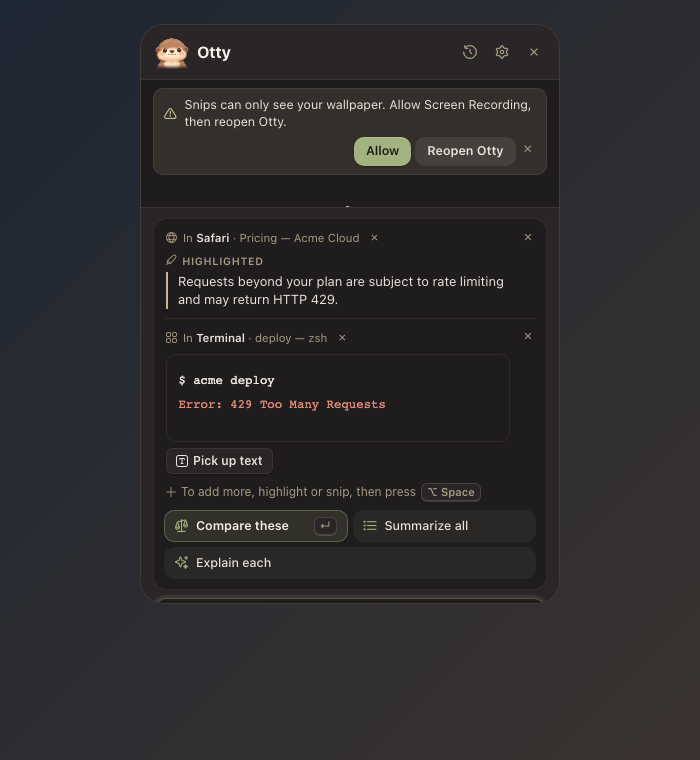 Otty
Snips can only see your wallpaper. Allow Screen Recording,
then reopen Otty.
Allow
Reopen Otty
In Safari · Pricing — Acme Cloud
HIGHLIGHTED
Requests beyond your plan are subject to rate limiting
and may return HTTP 429.
In Terminal · deploy — zsh
$ acme deploy
Error: 429 Too Many Requests
Pick up text
To add more, highlight or snip, then press ⌥ Space
Compare these ↵
Summarize all
Explain each